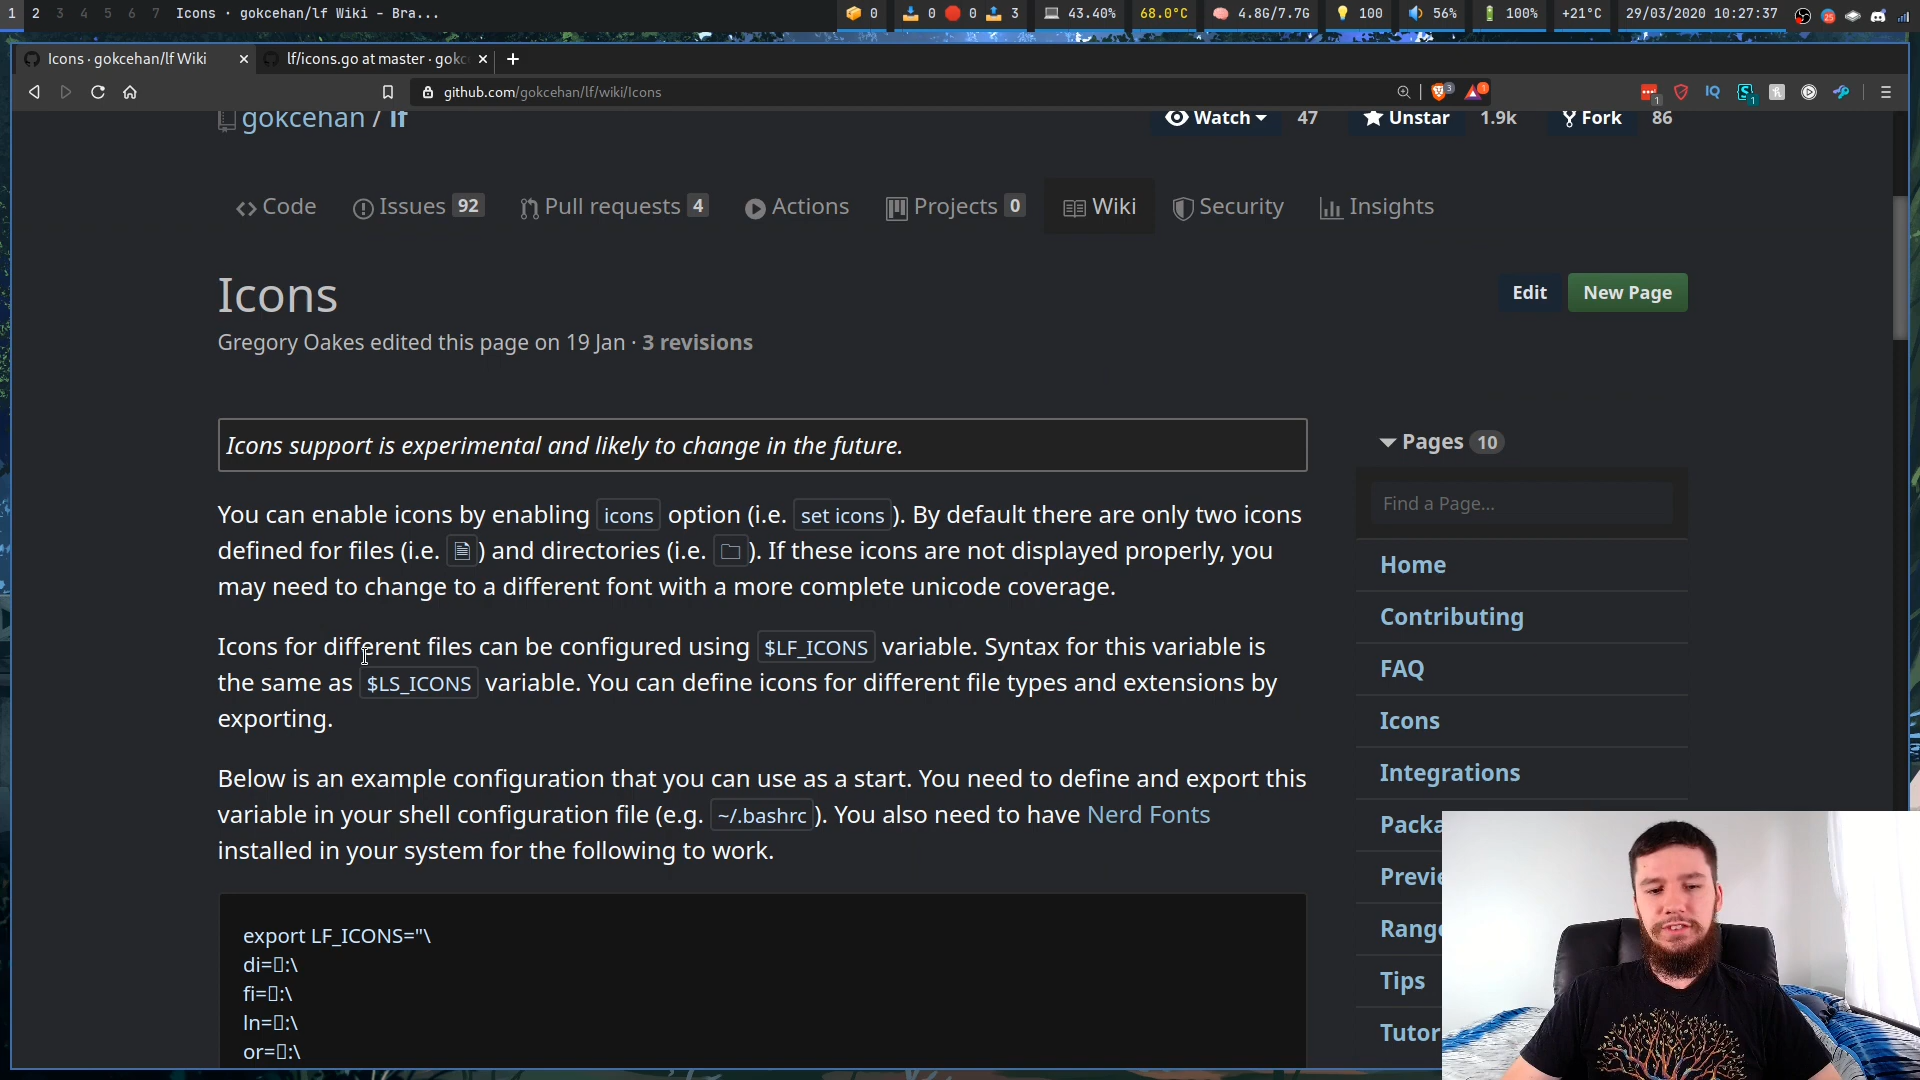 1 2 3 4 5 6 7 Icons · gokcehan/lf Wiki - Bra... 0 0 0 3 43.40% 68.0°C 4.8G/7.7G 100 56% 100% +21°C 29/03/2020 10:27:37
Icons · gokcehan/lf Wiki × lf/icons.go at master · gokc × +
github.com/gokcehan/lf/wiki/Icons
gokcehan / lf Watch 47 Unstar 1.9k Fork 86
Code Issues 92 Pull requests 4 Actions Projects 0 Wiki Security Insights
Icons
Edit New Page
Gregory Oakes edited this page on 19 Jan · 3 revisions
Icons support is experimental and likely to change in the future.
You can enable icons by enabling icons option (i.e. set icons ). By default there are only two icons
defined for files (i.e. 🖹 ) and directories (i.e. 🗀 ). If these icons are not displayed properly, you
may need to change to a different font with a more complete unicode coverage.
Icons for different files can be configured using $LF_ICONS variable. Syntax for this variable is
the same as $LS_ICONS variable. You can define icons for different file types and extensions by
exporting.
Below is an example configuration that you can use as a start. You need to define and export this
variable in your shell configuration file (e.g. ~/.bashrc ). You also need to have Nerd Fonts
installed in your system for the following to work.
export LF_ICONS="\
di=▯:\
fi=▯:\
ln=▯:\
or=▯:\
Pages 10
Find a Page...
Home
Contributing
FAQ
Icons
Integrations
Packa
Previe
Range
Tips
Tutor